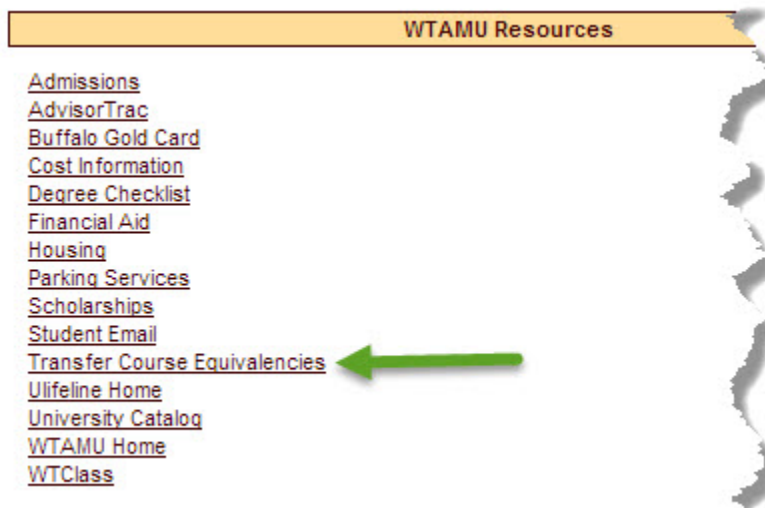 WTAMU Resources
Admissions
AdvisorTrac
Buffalo Gold Card
Cost Information
Degree Checklist
Financial Aid
Housing
Parking Services
Scholarships
Student Email
Transfer Course Equivalencies
Ulifeline Home
University Catalog
WTAMU Home
WTClass